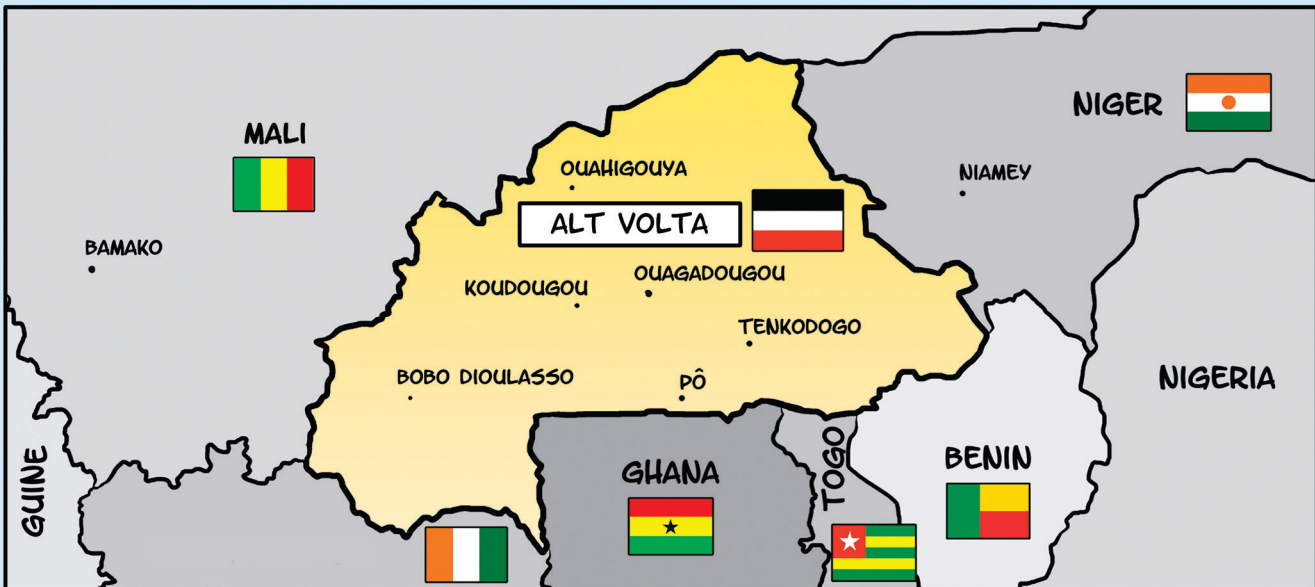 MALI
NIGER
OUAHIGOUYA
NIAMEY
ALT VOLTA
BAMAKO
OUAGADOUGOU
KOUDOUGOU
TENKODOGO
BOBO DIOULASSO
PÔ
NIGERIA
GUINE
GHANA
TOGO
BENIN